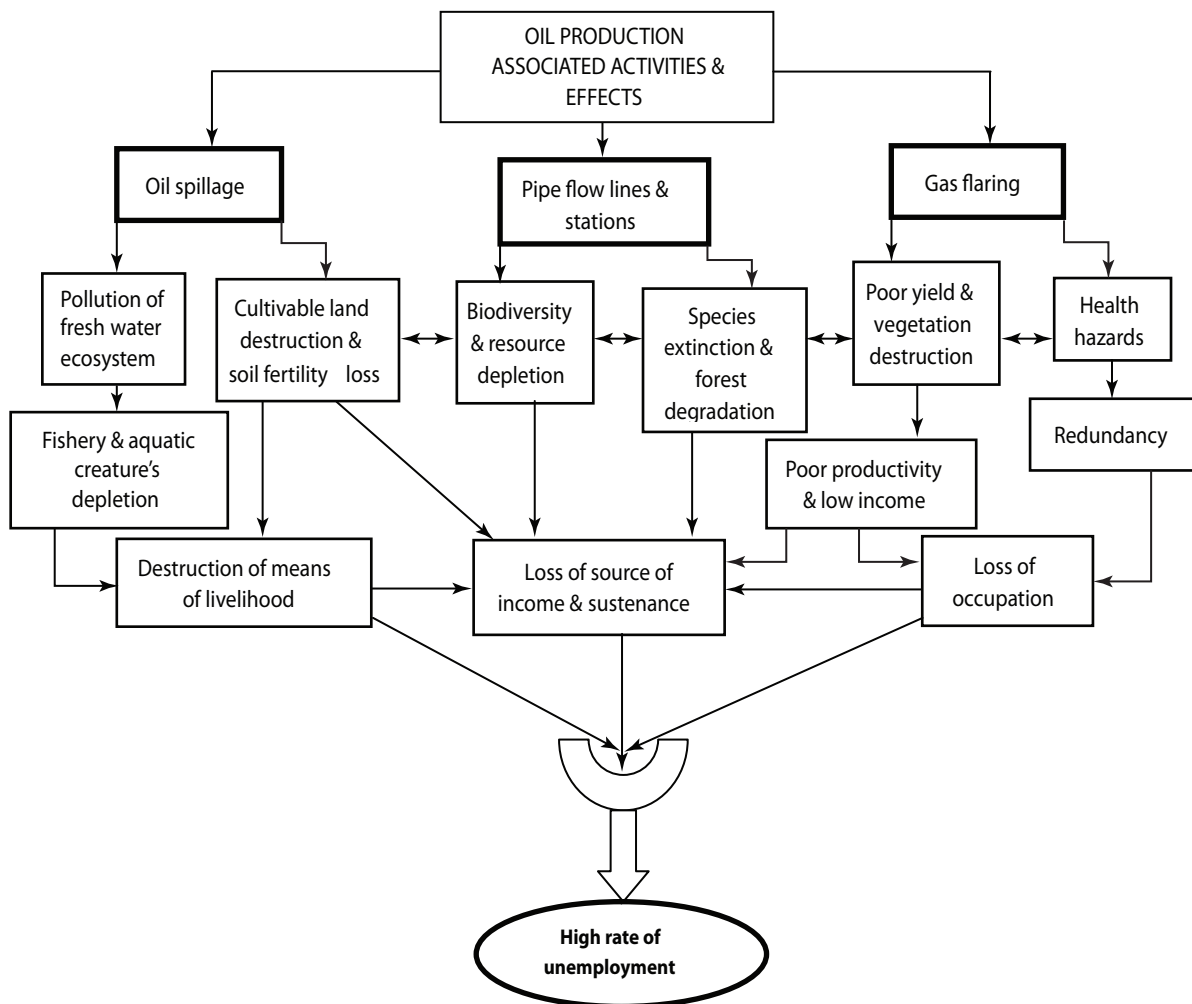 OIL PRODUCTION
ASSOCIATED ACTIVITIES &
EFFECTS
Oil spillage
Pipe flow lines &
stations
Gas flaring
Pollution of
fresh water
ecosystem
Cultivable land
destruction &
soil fertility loss
Biodiversity
& resource
depletion
Species
extinction &
forest
degradation
Poor yield &
vegetation
destruction
Health
hazards
Fishery & aquatic
creature's
depletion
Poor productivity
& low income
Redundancy
Destruction of means
of livelihood
Loss of source of
income & sustenance
Loss of
occupation
High rate of
unemployment